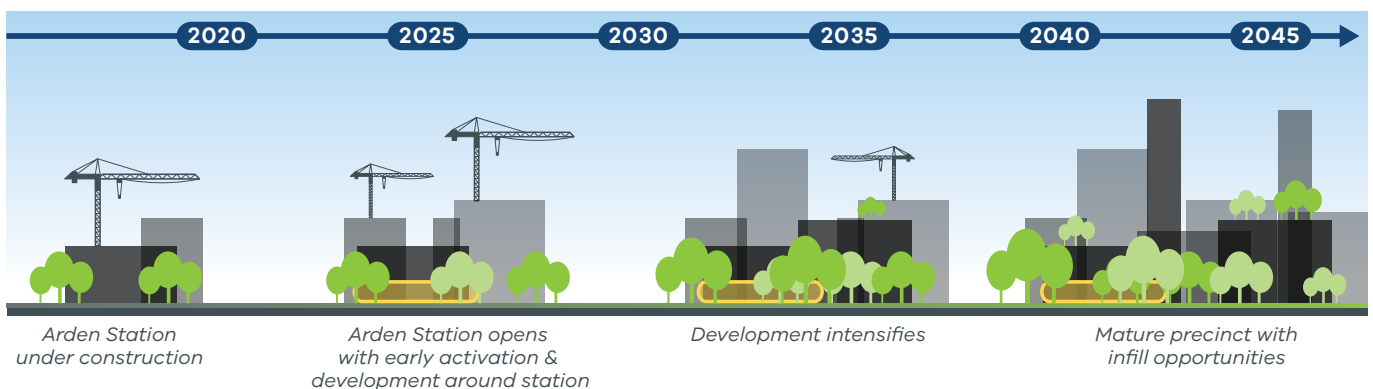 2020 2025 2030 2035 2040 2045
Arden Station
under construction
Arden Station opens
with early activation &
development around station
Development intensifies
Mature precinct with
infill opportunities